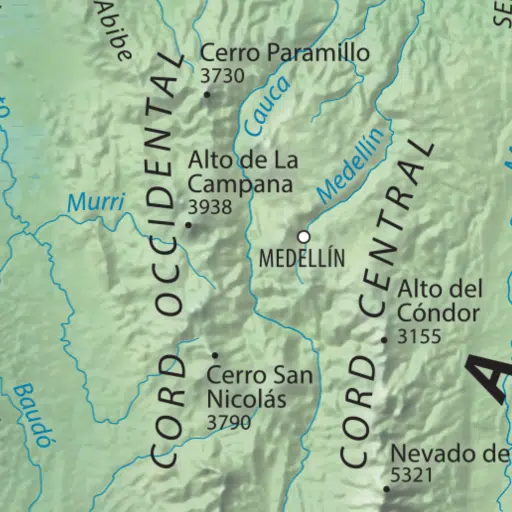 Abibe
SE
Cerro Paramillo
3730
CORD OCCIDENTAL
Cauca
Medellín
Alto de La
Campana
3938
Murri
MEDELLÍN
CORD CENTRAL
Alto del
Cóndor
3155
A
Cerro San
Nicolás
3790
Baudó
Nevado de
5321